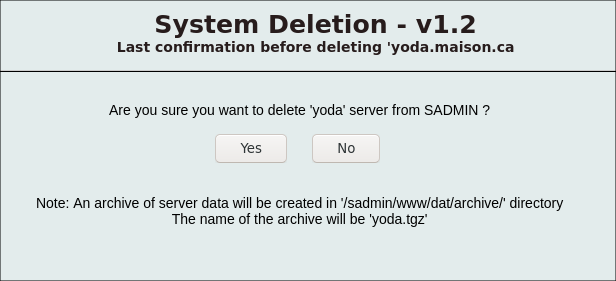 System Deletion - v1.2
Last confirmation before deleting 'yoda.maison.ca
Are you sure you want to delete 'yoda' server from SADMIN ?
Yes No
Note: An archive of server data will be created in '/sadmin/www/dat/archive/' directory
The name of the archive will be 'yoda.tgz'